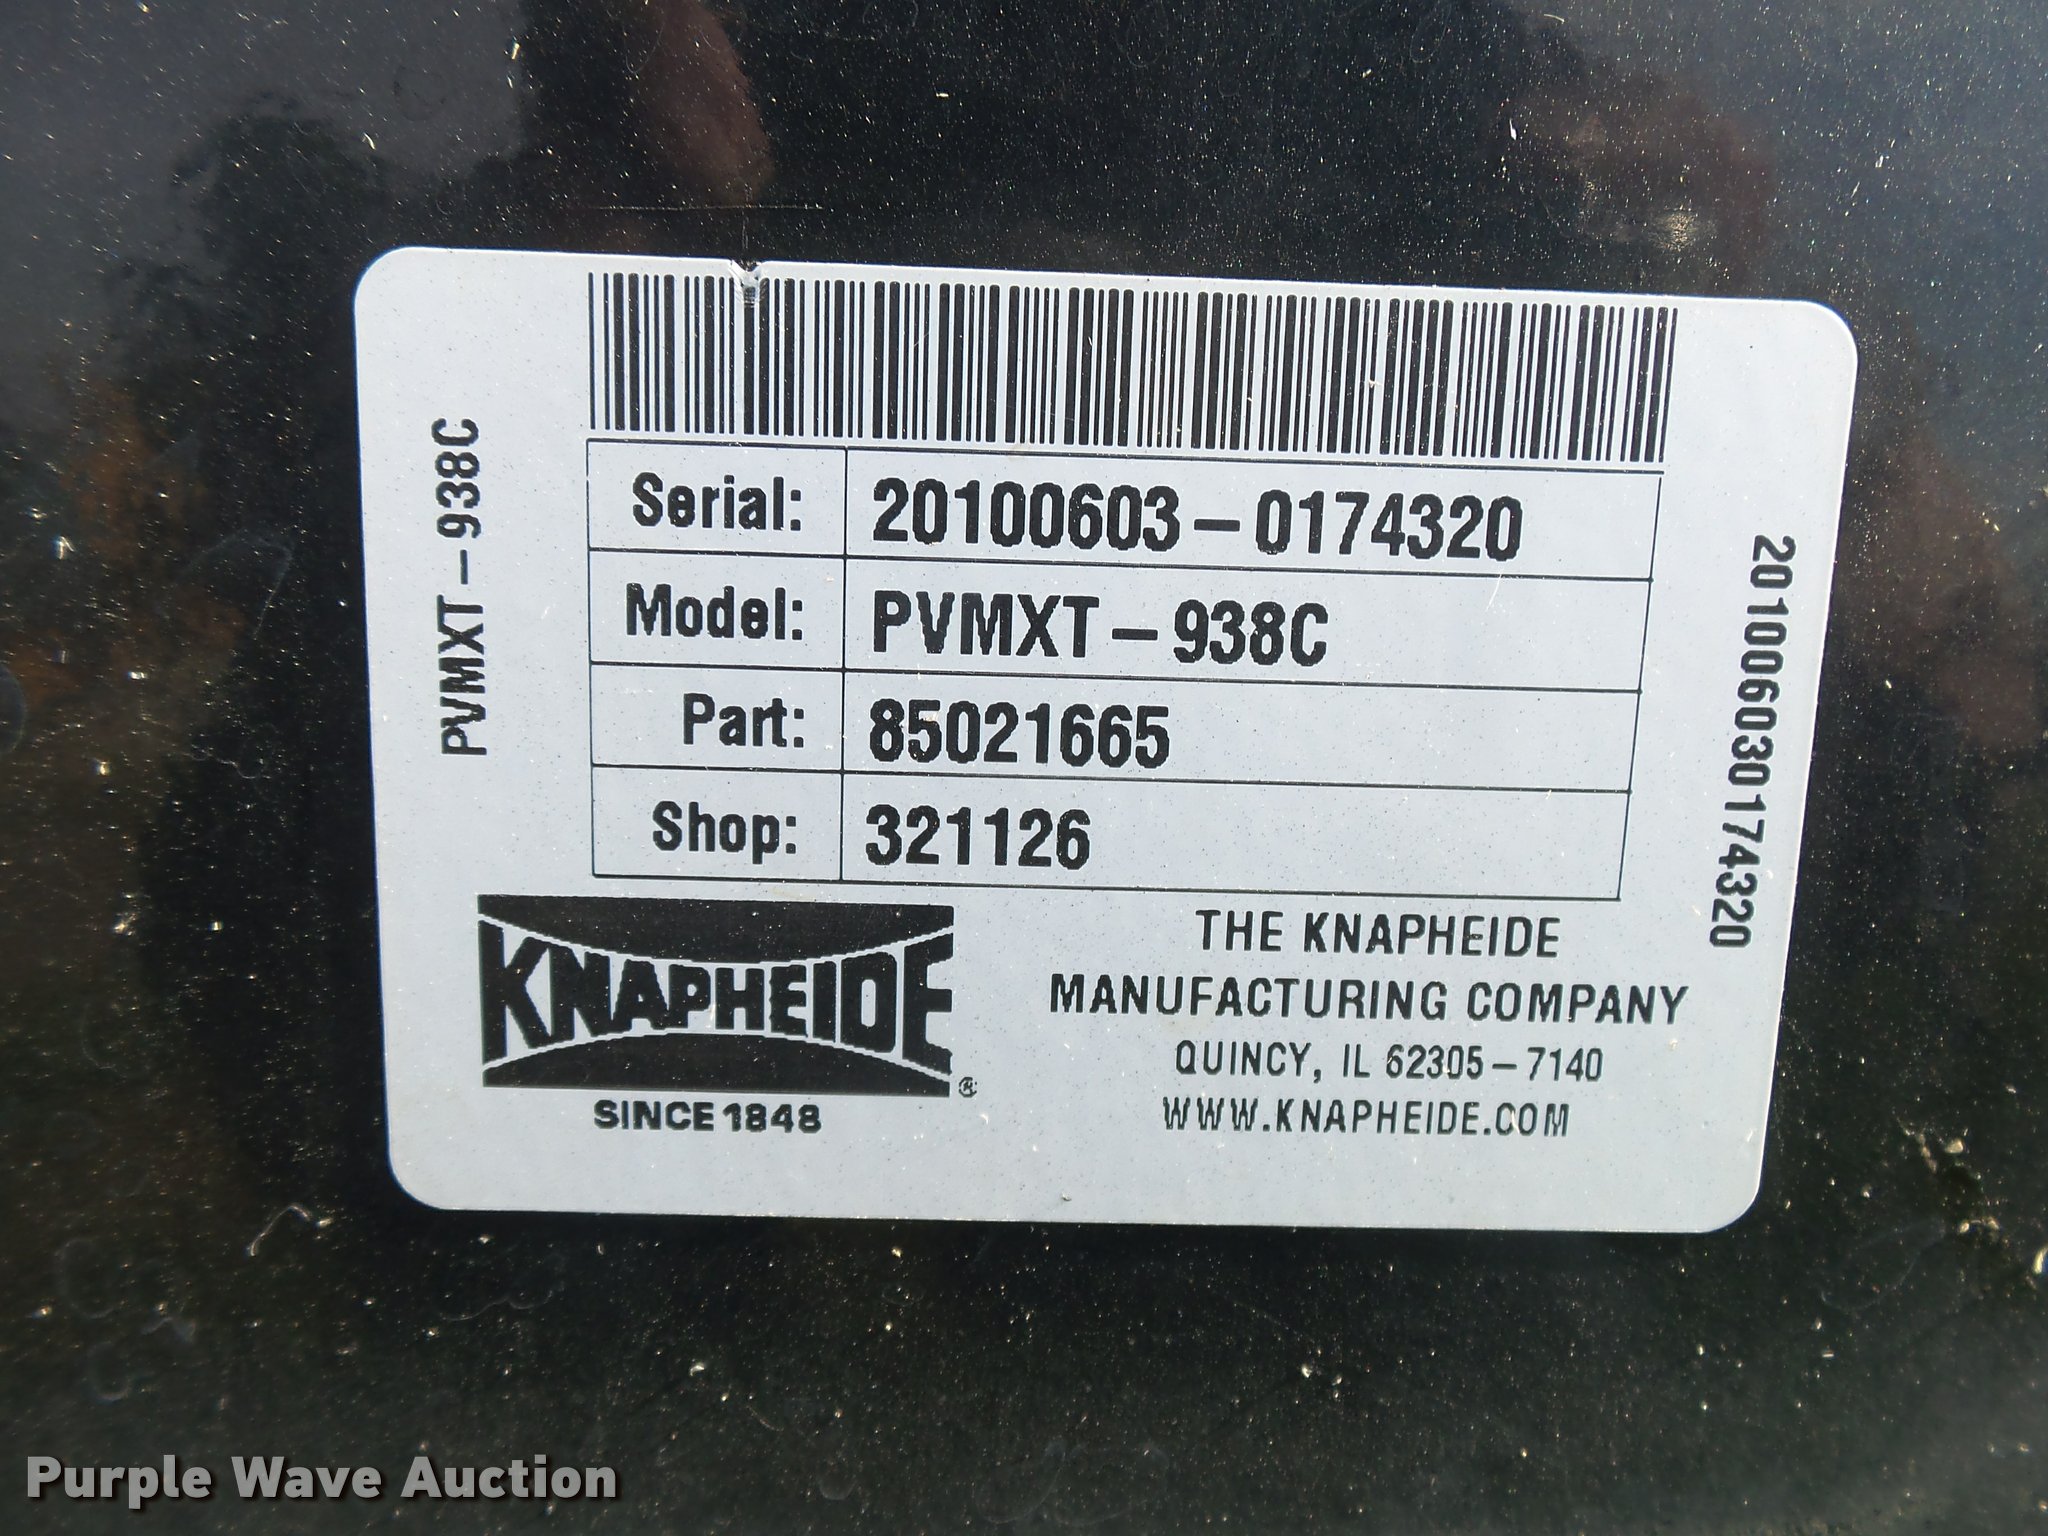 PVMXT-938C
Serial: 20100603-0174320
Model: PVMXT-938C
Part: 85021665
Shop: 321126
201006030174320
KNAPHEIDE®
SINCE 1848
THE KNAPHEIDE
MANUFACTURING COMPANY
QUINCY, IL 62305-7140
WWW.KNAPHEIDE.COM
Purple Wave Auction